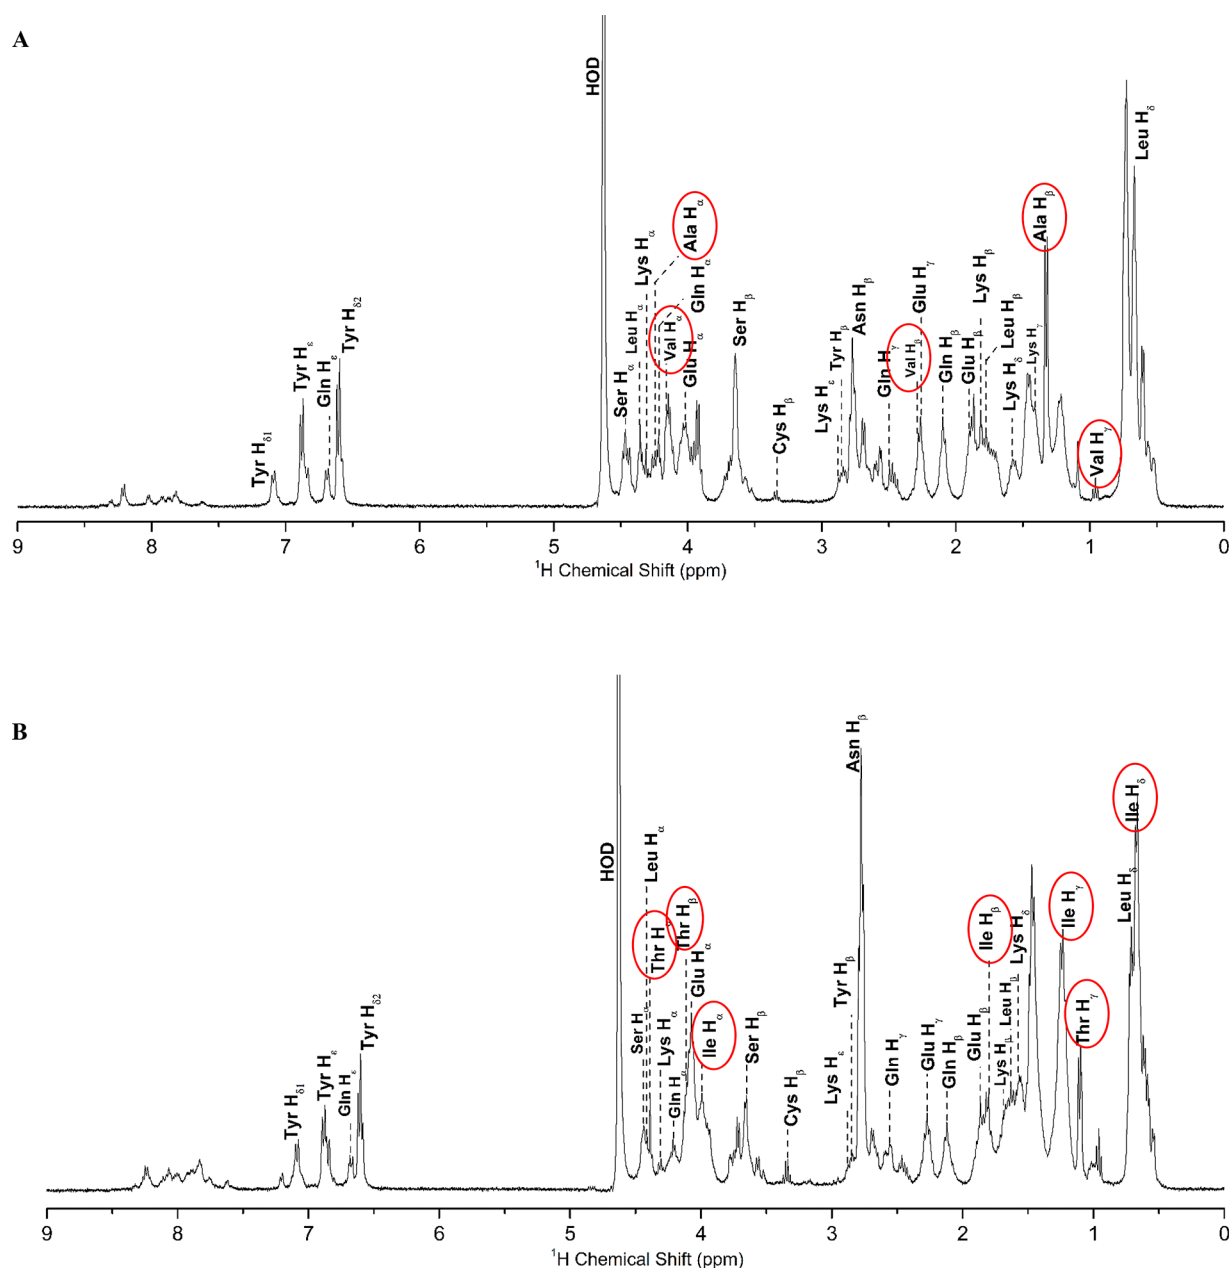 A
HOD
Tyr Hδ1
Tyr Hε
Gln Hε
Tyr Hδ2
Ser Hα
Leu Hα
Lys Hα
Ala Hα
Gln Hα
Val Hα
Glu Hα
Ser Hβ
Cys Hβ
Lys Hε
Tyr Hβ
Asn Hβ
Gln Hγ
Val Hβ
Glu Hγ
Gln Hβ
Glu Hβ
Lys Hβ
Leu Hβ
Lys Hδ
Lys Hγ
Ala Hβ
Val Hγ
Leu Hδ
9 8 7 6 5 4 3 2 1 0
¹H Chemical Shift (ppm)
B
HOD
Tyr Hδ1
Tyr Hε
Gln Hε
Tyr Hδ2
Ser Hα
Leu Hα
Thr H
Lys Hα
Gln Hα
Thr Hβ
Glu Hα
Ile Hα
Ser Hβ
Cys Hβ
Lys Hε
Tyr Hβ
Asn Hβ
Gln Hγ
Glu Hγ
Gln Hβ
Glu Hβ
Ile Hβ
Lys Hβ
Leu Hβ
Lys Hδ
Ile Hγ
Thr Hγ
Leu Hδ
Ile Hδ
9 8 7 6 5 4 3 2 1 0
¹H Chemical Shift (ppm)